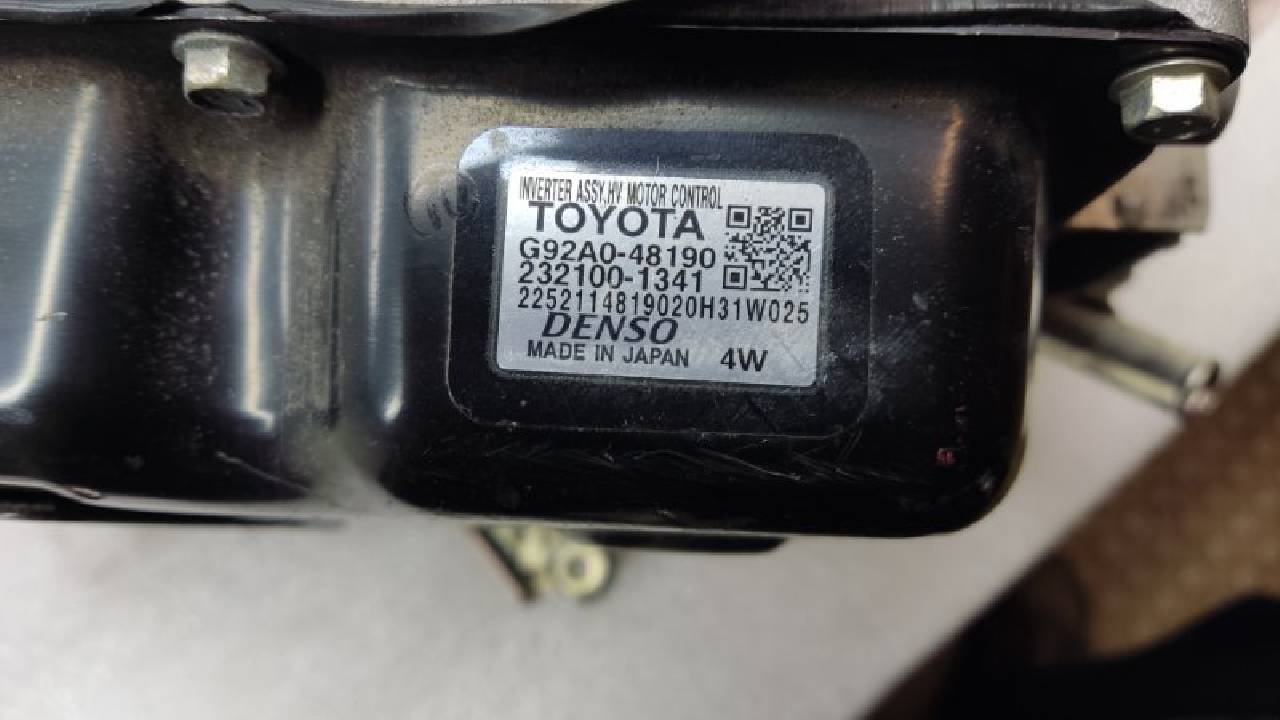 INVERTER ASSY,HV MOTOR CONTROL
TOYOTA
G92A0-48190
232100-1341
2252114819020H31W025
DENSO
MADE IN JAPAN 4W